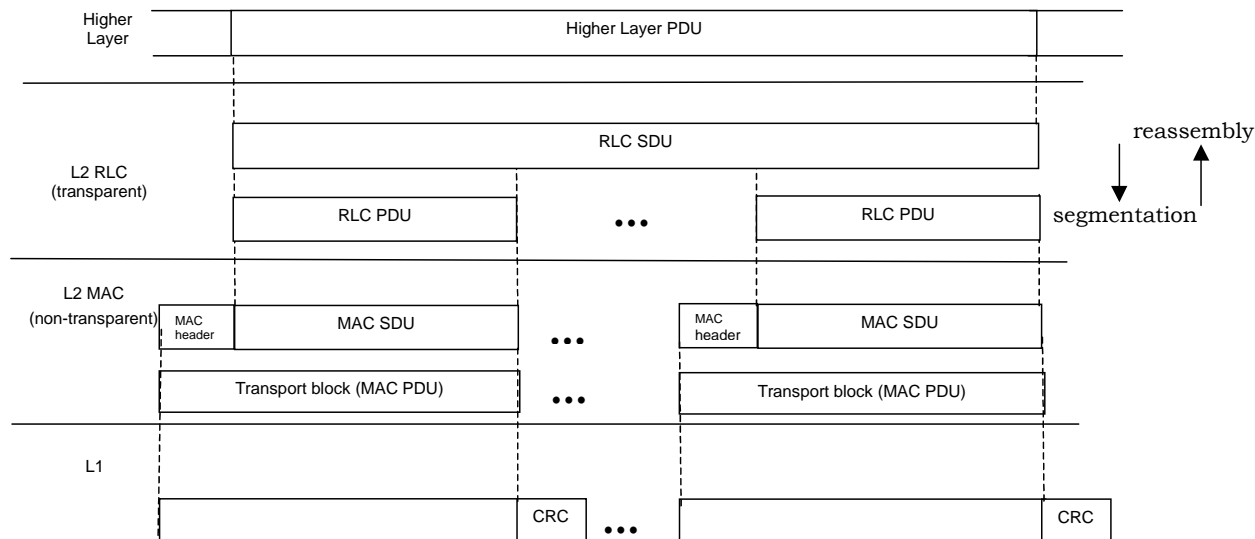 Higher
Layer
Higher Layer PDU
RLC SDU
reassembly
L2 RLC
(transparent)
RLC PDU
•••
RLC PDU
segmentation
L2 MAC
(non-transparent)
MAC
header
MAC SDU
•••
MAC
header
MAC SDU
Transport block (MAC PDU)
•••
Transport block (MAC PDU)
L1
CRC
•••
CRC